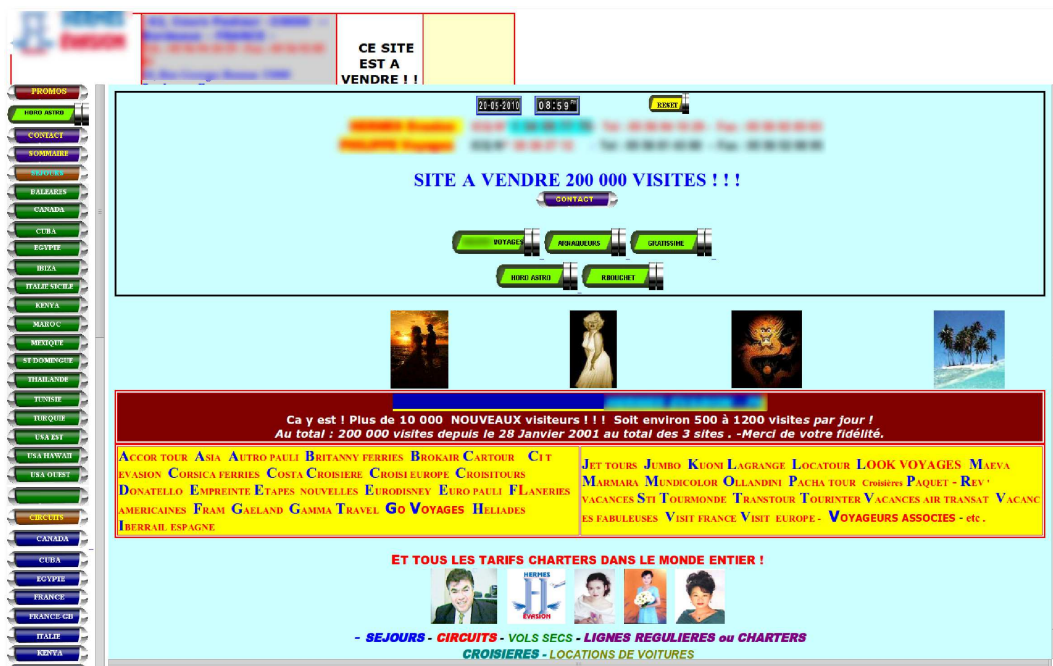 CE SITE
EST A
VENDRE ! !
PROMOS
HORO ASTRO
CONTACT
SOMMAIRE
SEJOURS
BALEARES
CANADA
CUBA
EGYPTE
IBIZA
ITALIE SICILE
KENYA
MAROC
MEXIQUE
ST DOMINGUE
THAILANDE
TUNISIE
TURQUIE
USA EST
USA HAWAII
USA OUEST
CIRCUITS
CANADA
CUBA
EGYPTE
FRANCE
FRANCE-GB
ITALIE
KENYA
20-05-2010 08:59 RESET
SITE A VENDRE 200 000 VISITES ! ! !
CONTACT
VOYAGES ARNAQUEURS GRATISSIME
HORO ASTRO RBOUCHET
Ca y est ! Plus de 10 000 NOUVEAUX visiteurs ! ! ! Soit environ 500 à 1200 visites par jour !
Au total : 200 000 visites depuis le 28 Janvier 2001 au total des 3 sites . -Merci de votre fidélité.
ACCOR TOUR ASIA AUTRO PAULI BRITANNY FERRIES BROKAIR CARTOUR CIT
EVASION CORSICA FERRIES COSTA CROISIERE CROISI EUROPE CROISITOURS
DONATELLO EMPREINTE ETAPES NOUVELLES EURODISNEY EURO PAULI FLANERIES
AMERICAINES FRAM GAELAND GAMMA TRAVEL GO VOYAGES HELIADES
IBERRAIL ESPAGNE
JET TOURS JUMBO KUONI LAGRANGE LOCATOUR LOOK VOYAGES MAEVA
MARMARA MUNDICOLOR OLLANDINI PACHA TOUR Croisières PAQUET - REV '
VACANCES STI TOURMONDE TRANSTOUR TOURINTER VACANCES AIR TRANSAT VACANC
ES FABULEUSES VISIT FRANCE VISIT EUROPE - VOYAGEURS ASSOCIES - etc .
ET TOUS LES TARIFS CHARTERS DANS LE MONDE ENTIER !
HERMES
EVASION
- SEJOURS - CIRCUITS - VOLS SECS - LIGNES REGULIERES ou CHARTERS
CROISIERES - LOCATIONS DE VOITURES